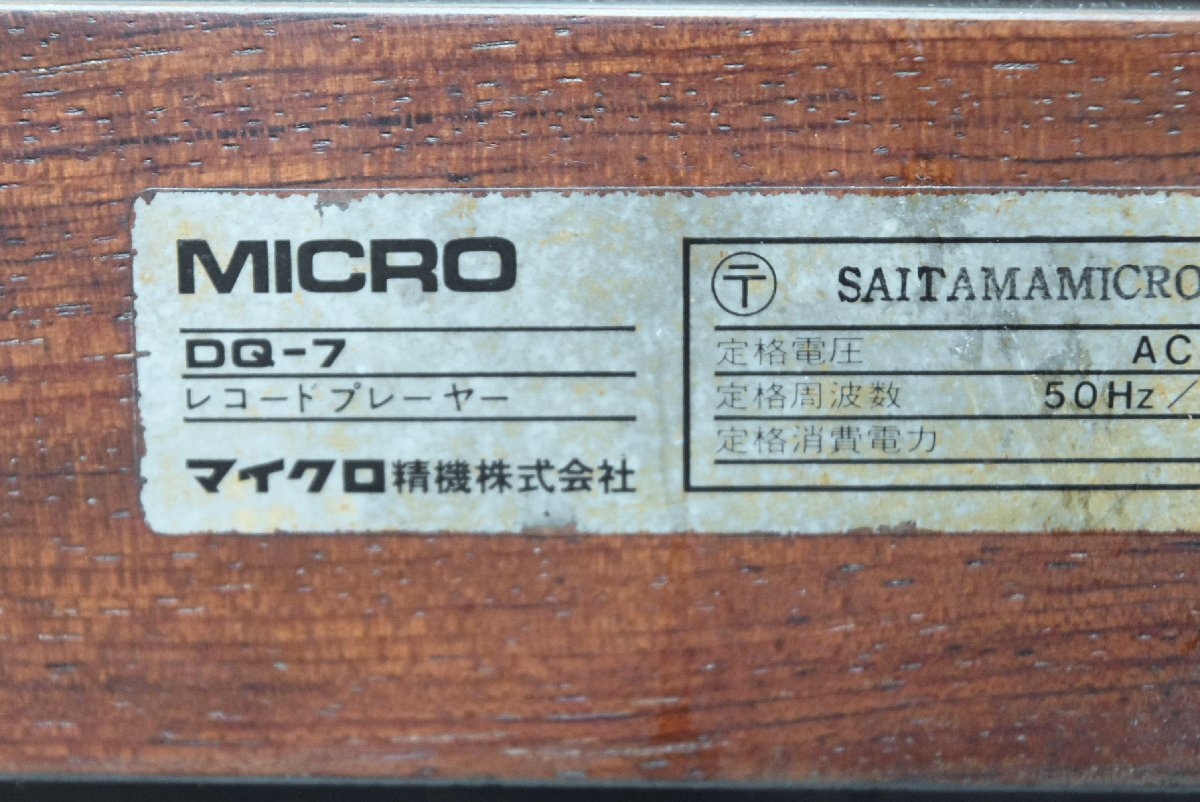 MICRO
DQ-7
レコードプレーヤー
マイクロ精機株式会社
〒 SAITAMAMICRO
定格電圧 AC
定格周波数 50Hz/
定格消費電力